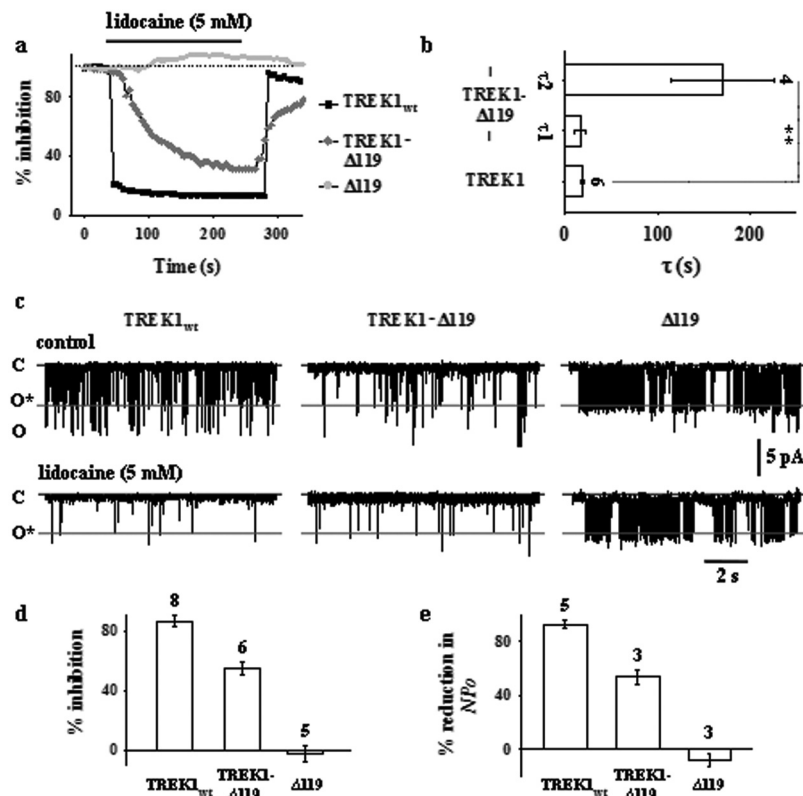 a
lidocaine (5 mM)
% inhibition
80
40
0
0
100
200
300
Time (s)
TREK1wt
TREK1-
Δ119
Δ119
b
τ2
TREK1-
Δ119
τ1
TREK1
4
**
6
0
100
200
τ (s)
c
TREK1wt
TREK1-Δ119
Δ119
control
C
O*
O
5 pA
lidocaine (5 mM)
C
O*
2 s
d
% inhibition
80
40
0
8
6
5
TREK1wt
TREK1-
Δ119
Δ119
e
% reduction in
NPo
80
40
0
5
3
3
TREK1wt
TREK1-
Δ119
Δ119